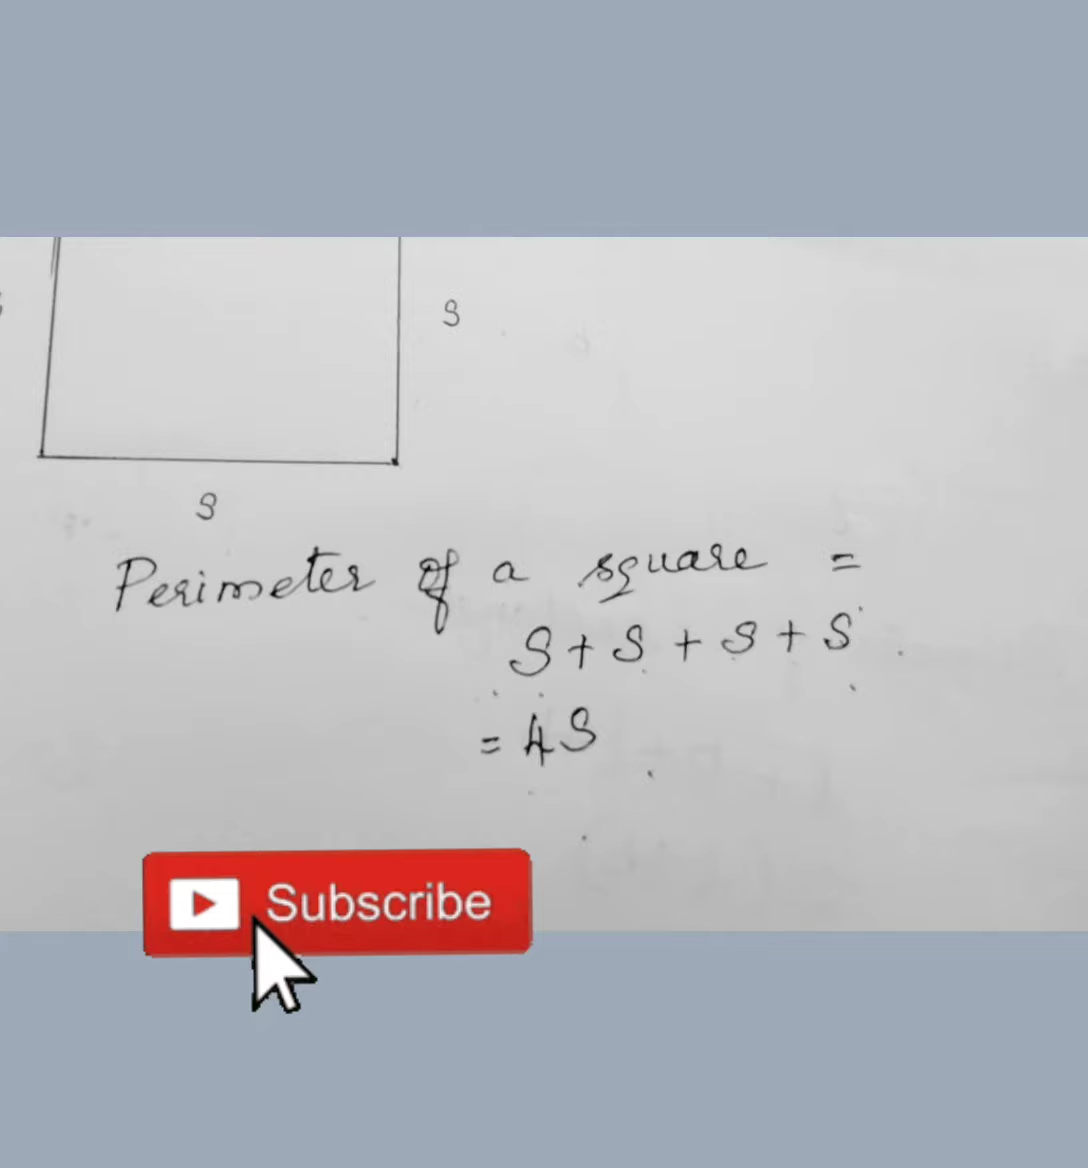 S
S
Perimeter of a square =
S + S + S + S
= 4S
Subscribe